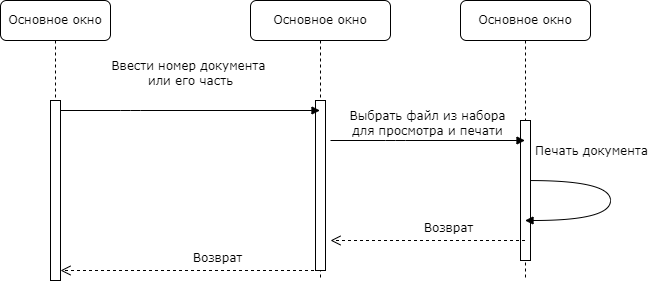 Основное окно
Основное окно
Основное окно
Ввести номер документа
или его часть
Выбрать файл из набора
для просмотра и печати
Печать документа
Возврат
Возврат